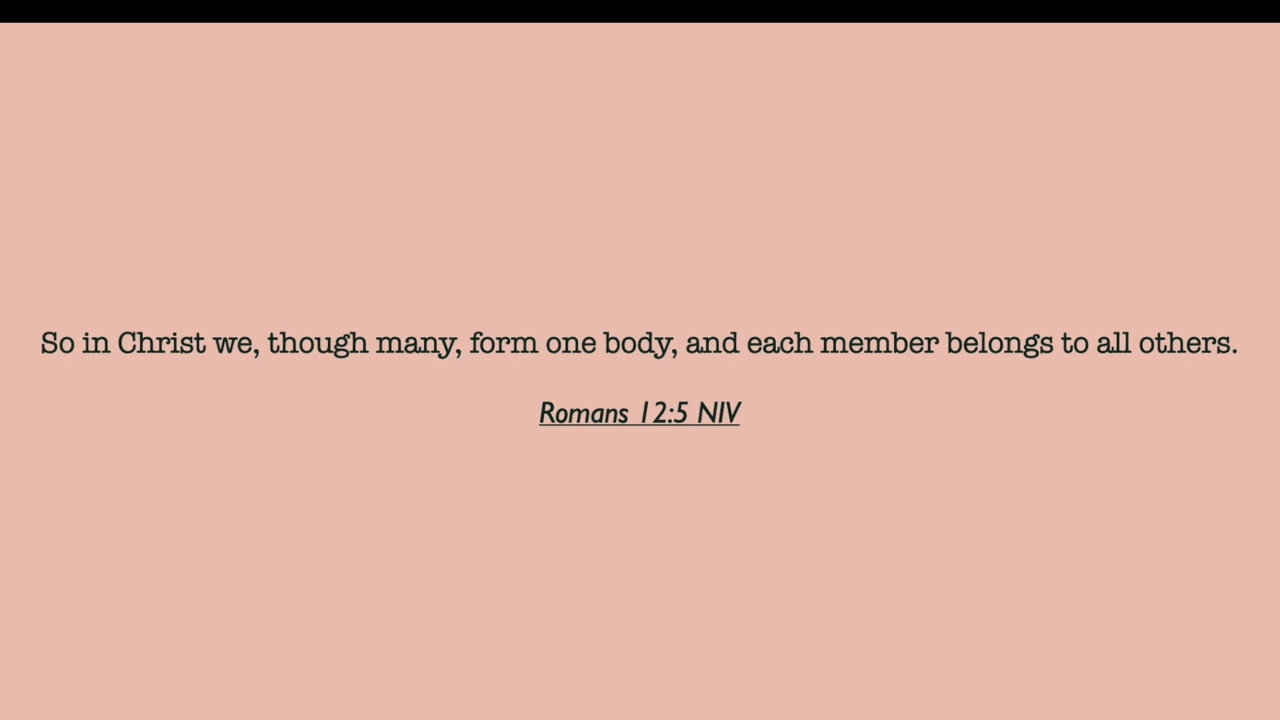 So in Christ we, though many, form one body, and each member belongs to all others.
Romans 12:5 NIV